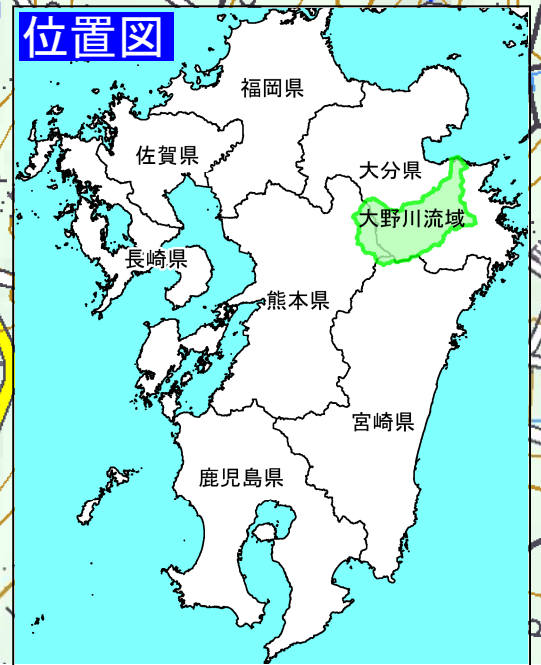 位置図
福岡県
佐賀県
大分県
大野川流域
長崎県
熊本県
宮崎県
鹿児島県